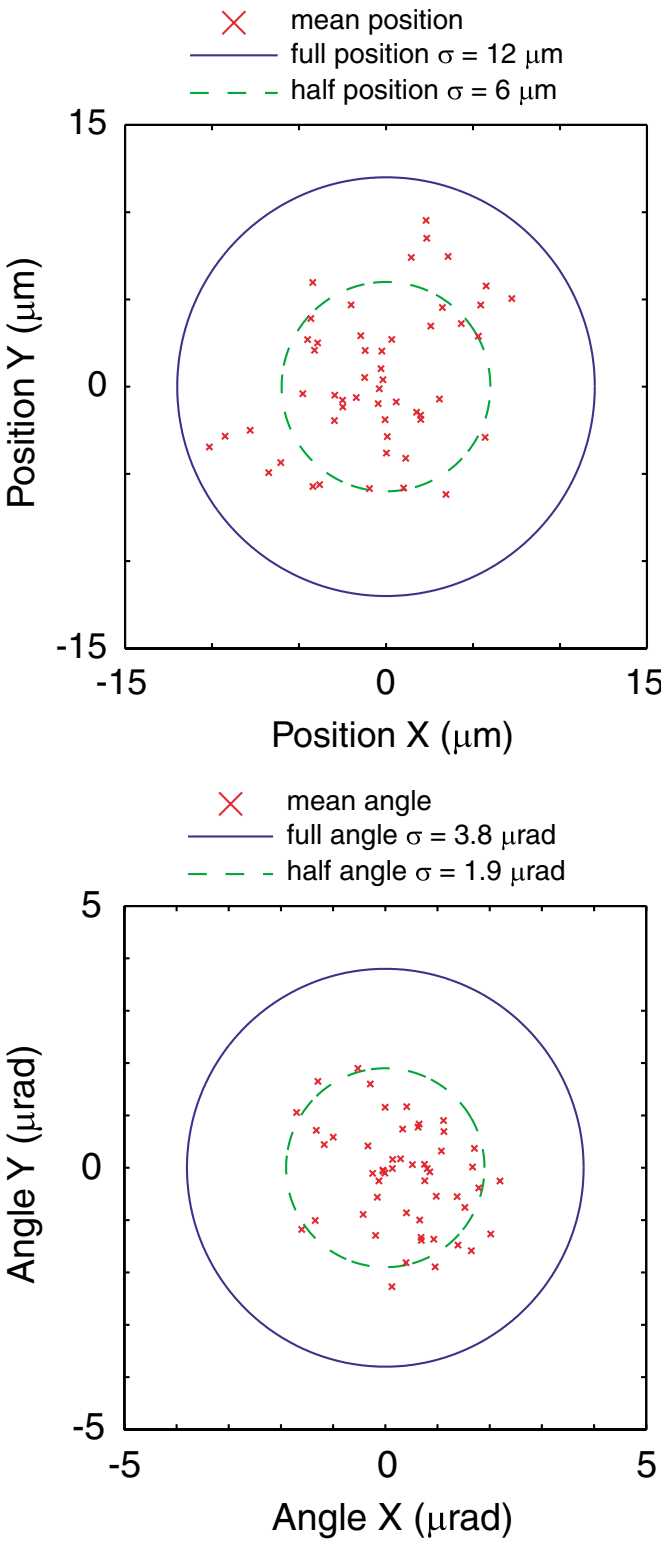 mean position
full position σ = 12 μm
half position σ = 6 μm
15
Position Y (μm)
0
-15
-15 0 15
Position X (μm)
mean angle
full angle σ = 3.8 μrad
half angle σ = 1.9 μrad
5
Angle Y (μrad)
0
-5
-5 0 5
Angle X (μrad)